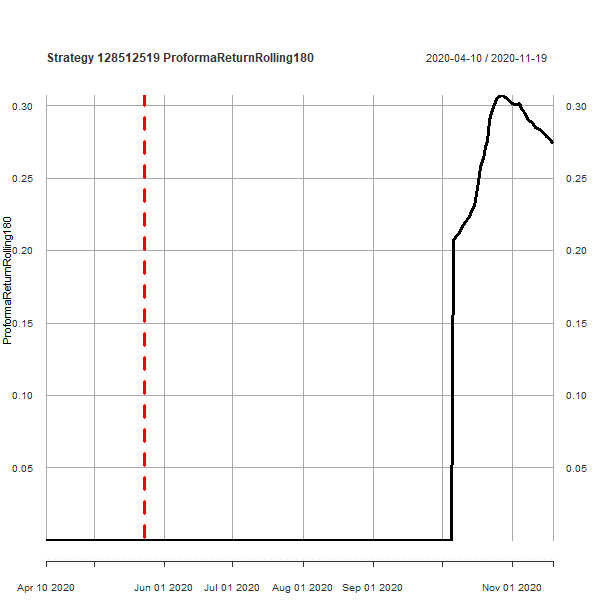 Strategy 128512519 ProformaReturnRolling180
2020-04-10 / 2020-11-19
ProformaReturnRolling180
0.30
0.25
0.20
0.15
0.10
0.05
0.30
0.25
0.20
0.15
0.10
0.05
Apr 10 2020
Jun 01 2020
Jul 01 2020
Aug 01 2020
Sep 01 2020
Nov 01 2020